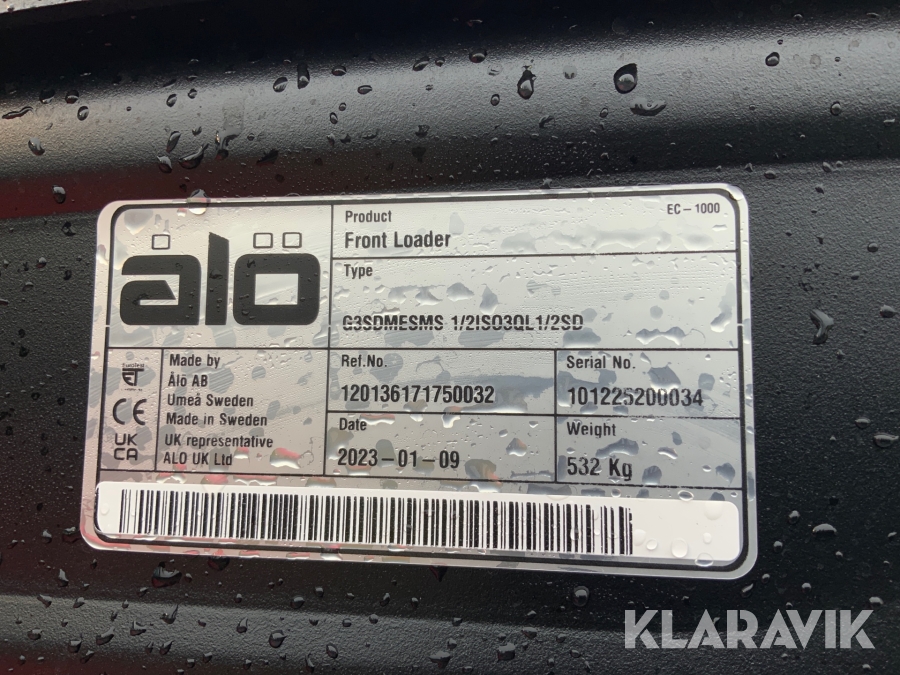 alö
Product
EC-1000
Front Loader
Type
G3SDMESMS 1/2ISO3QL1/2SD
Made by
Ålö AB
Umeå Sweden
Made in Sweden
UK representative
ALO UK Ltd
CE
UK
CA
Ref.No.
120136171750032
Serial No.
101225200034
Date
2023-01-09
Weight
532 Kg
KLARAVIK